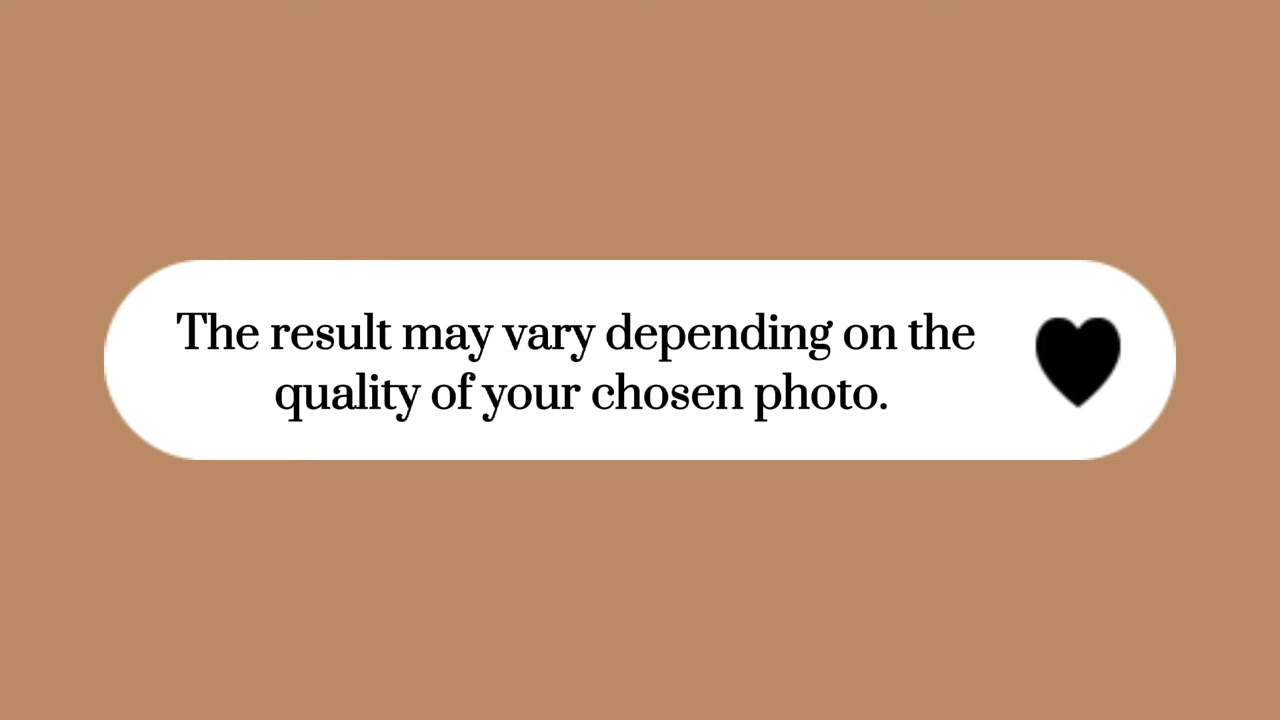 The result may vary depending on the
quality of your chosen photo.